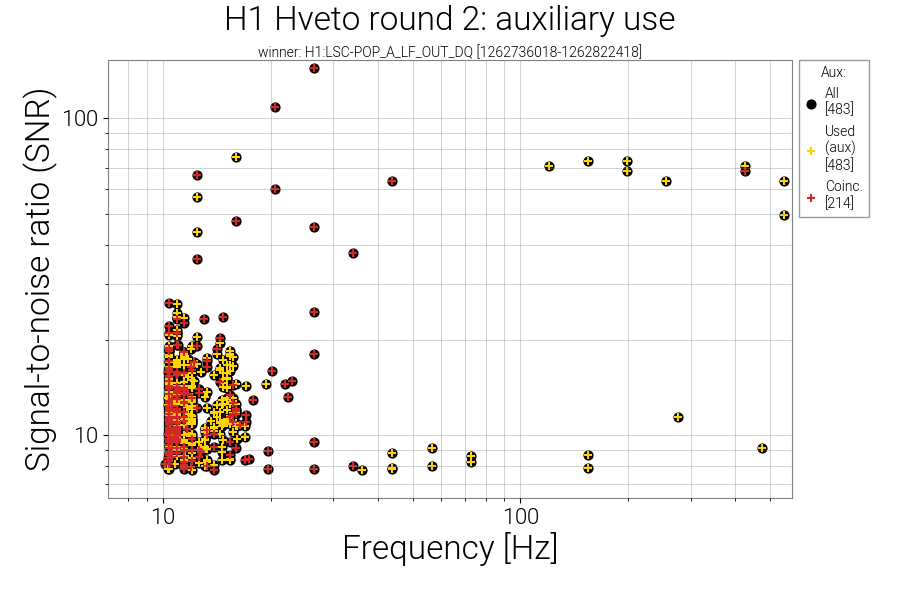 H1 Hveto round 2: auxiliary use
winner: H1:LSC-POP_A_LF_OUT_DQ [1262736018-1262822418]
Signal-to-noise ratio (SNR)
100
10
10
100
Frequency [Hz]
Aux:
All
[483]
Used
(aux)
[483]
Coinc.
[214]